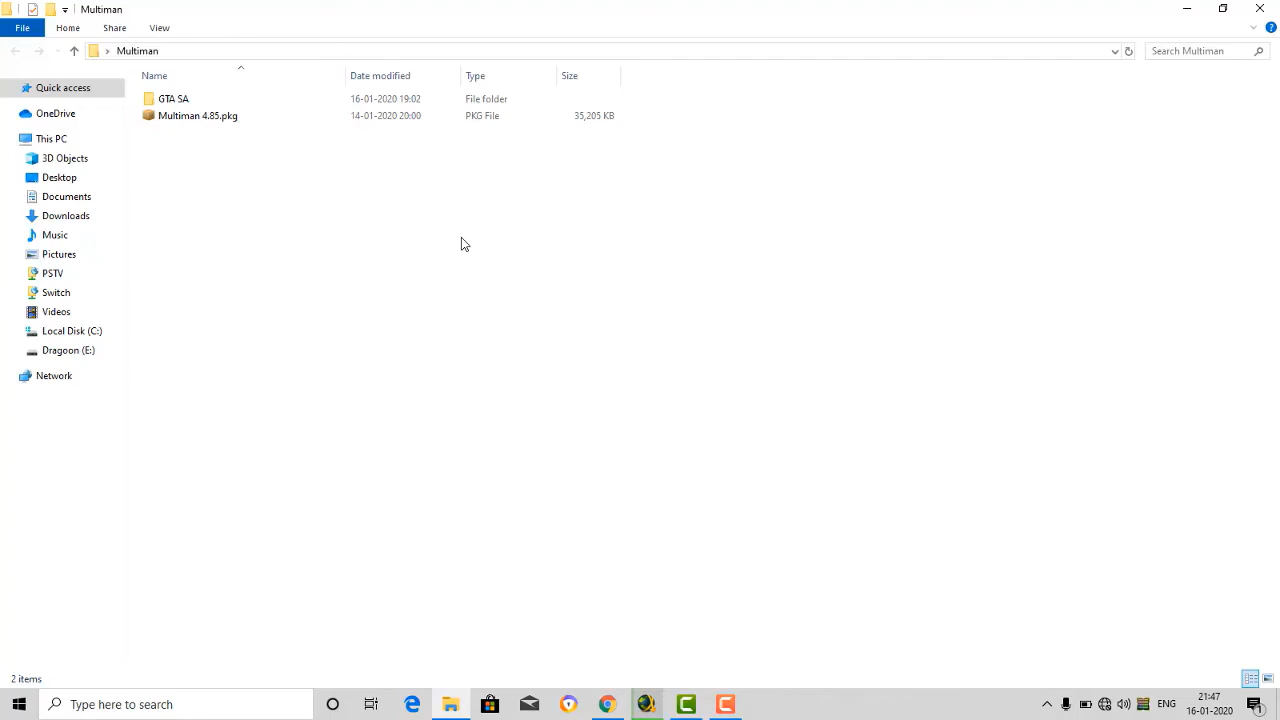 Multiman
File Home Share View
Multiman Search Multiman
Name Date modified Type Size
Quick access
GTA SA 16-01-2020 19:02 File folder
Multiman 4.85.pkg 14-01-2020 20:00 PKG File 35,205 KB
OneDrive
This PC
3D Objects
Desktop
Documents
Downloads
Music
Pictures
PSTV
Switch
Videos
Local Disk (C:)
Dragoon (E:)
Network
2 items
Type here to search
ENG
21:47
16-01-2020
1